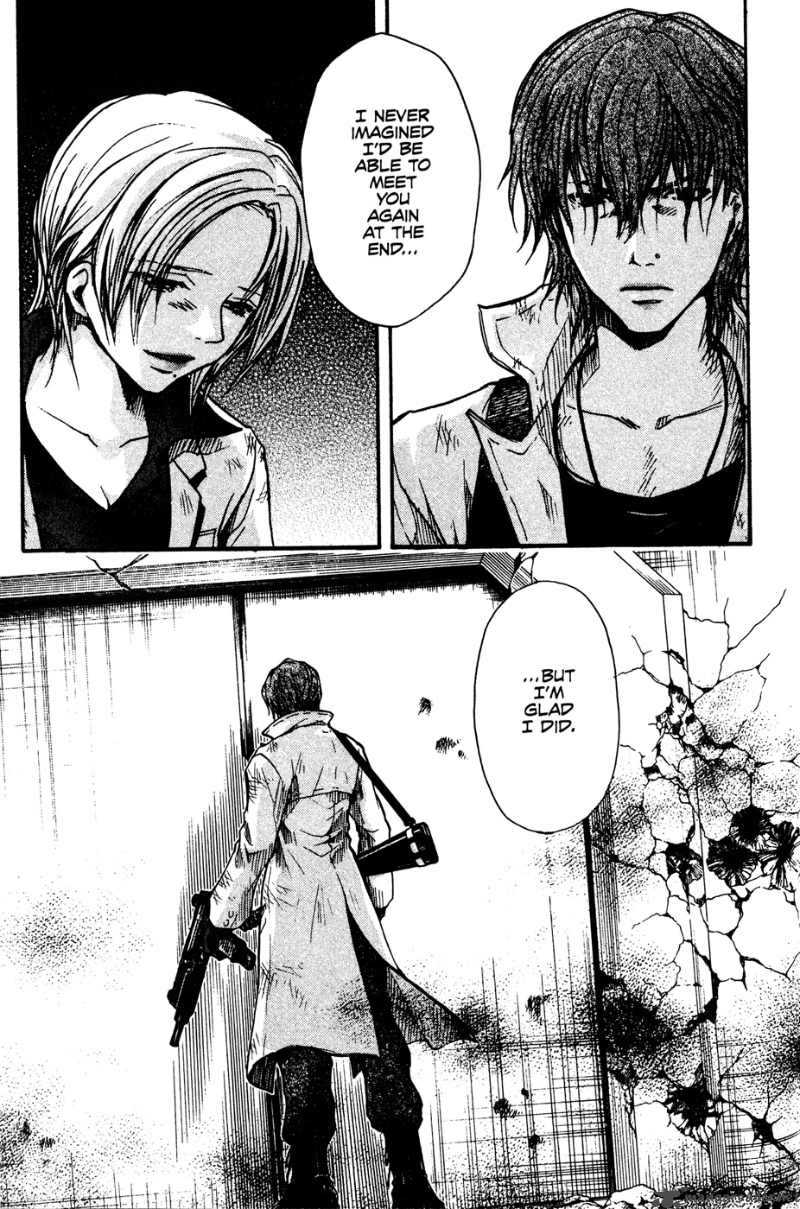 I NEVER
IMAGINED
I'D BE
ABLE TO
MEET
YOU
AGAIN
AT THE
END...
...BUT
I'M
GLAD
I DID.